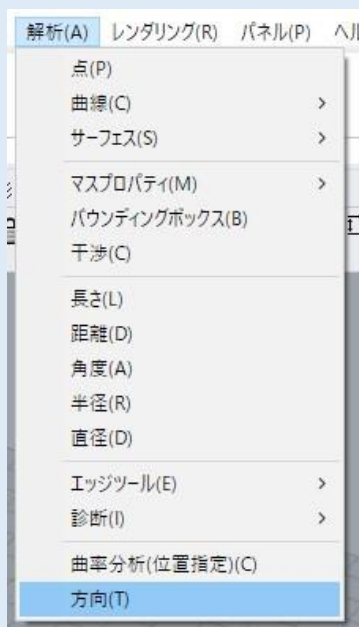 解析(A) レンダリング(R) パネル(P) ヘル
点(P)
曲線(C)
サーフェス(S)
マスプロパティ(M)
バウンディングボックス(B)
干渉(C)
長さ(L)
距離(D)
角度(A)
半径(R)
直径(D)
エッジツール(E)
診断(I)
曲率分析(位置指定)(C)
方向(T)